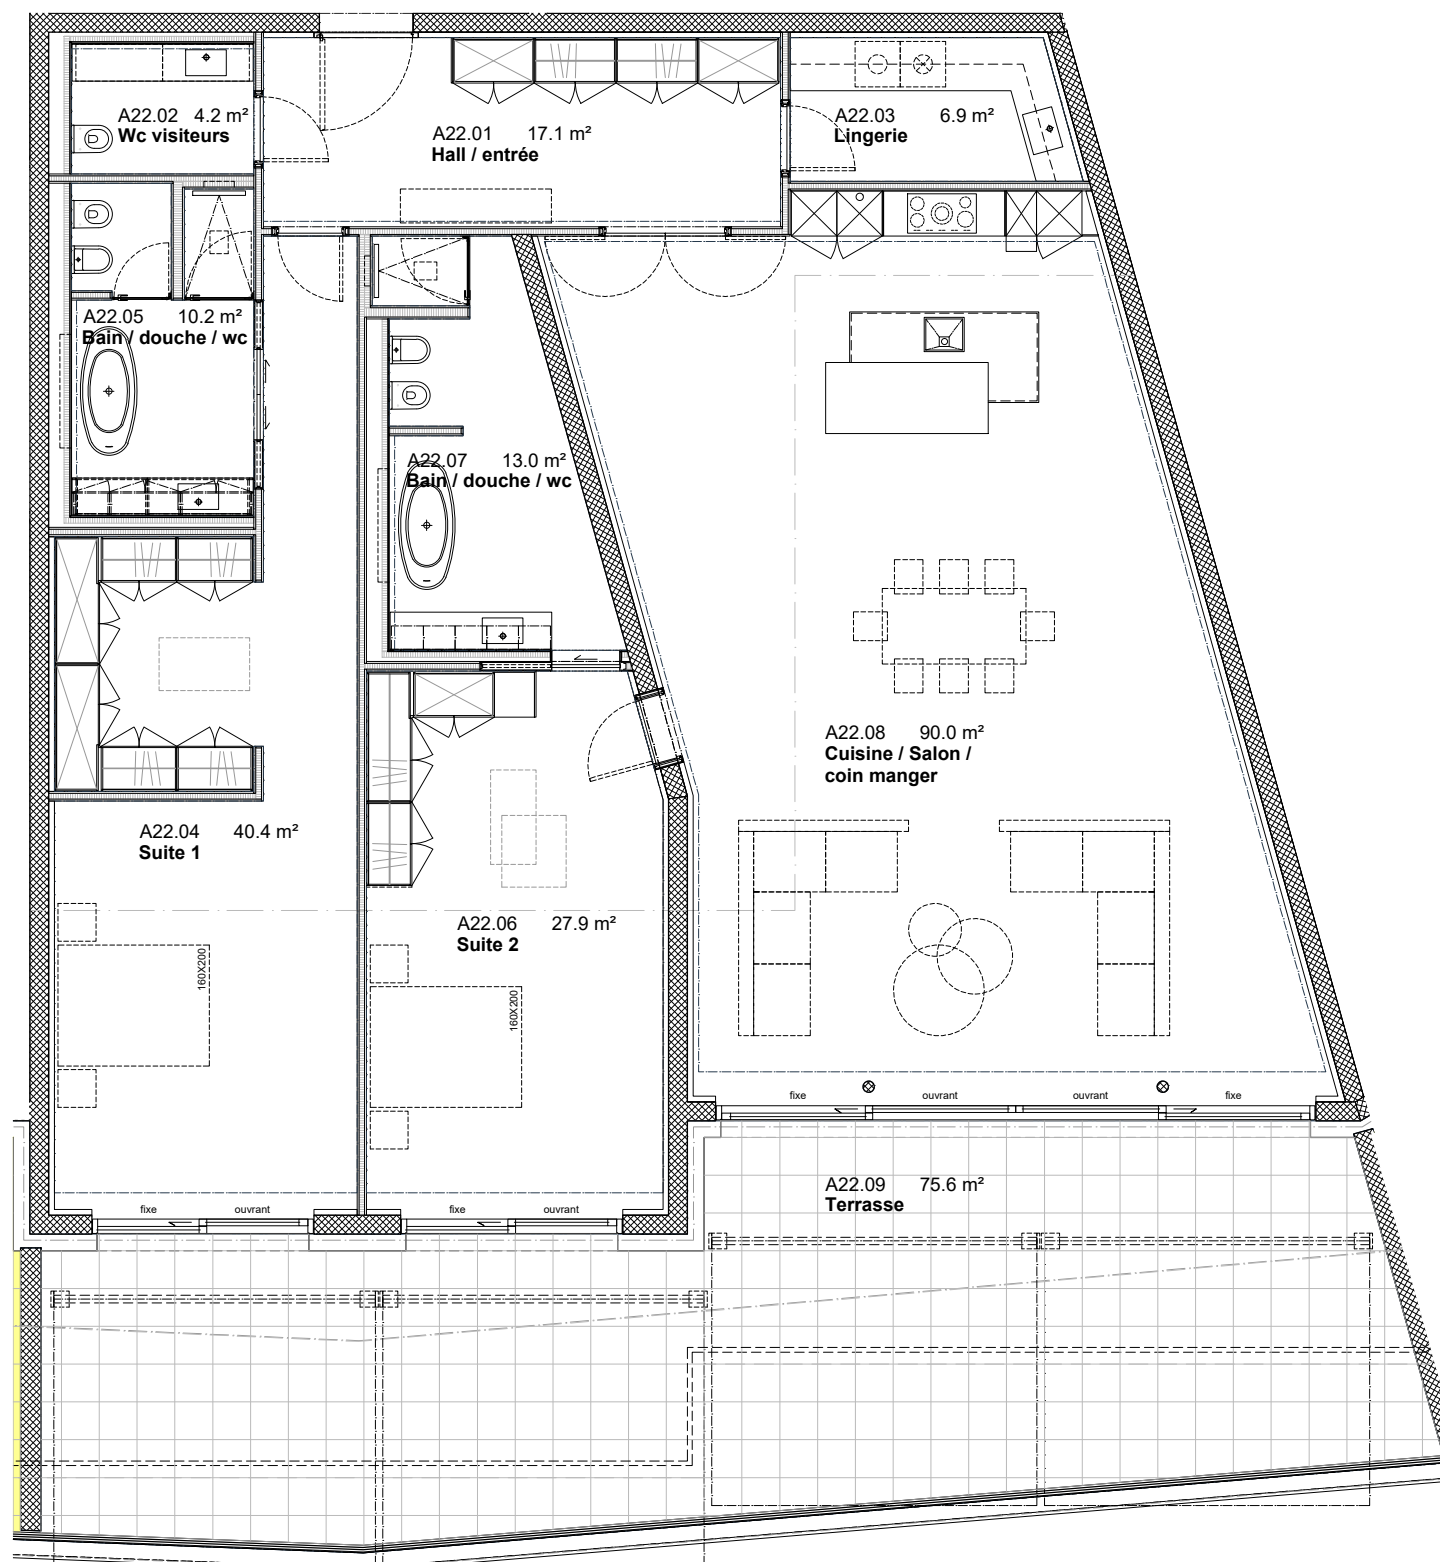 A22.02 4.2 m²
Wc visiteurs
A22.01 17.1 m²
Hall / entrée
A22.03 6.9 m²
Lingerie
A22.05 10.2 m²
Bain / douche / wc
A22.07 13.0 m²
Bain / douche / wc
A22.08 90.0 m²
Cuisine / Salon /
coin manger
A22.04 40.4 m²
Suite 1
A22.06 27.9 m²
Suite 2
160X200
160X200
fixe ouvrant ouvrant fixe
A22.09 75.6 m²
Terrasse
fixe ouvrant fixe ouvrant